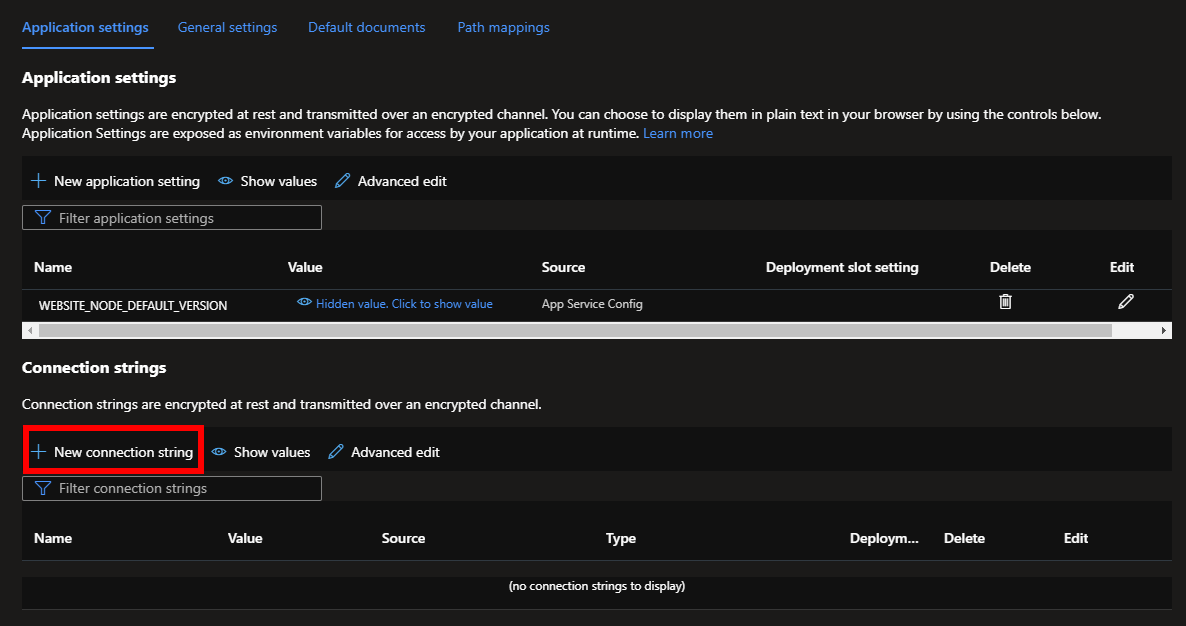 Application settings General settings Default documents Path mappings
Application settings
Application settings are encrypted at rest and transmitted over an encrypted channel. You can choose to display them in plain text in your browser by using the controls below.
Application Settings are exposed as environment variables for access by your application at runtime. Learn more
New application setting Show values Advanced edit
Filter application settings
Name Value Source Deployment slot setting Delete Edit
WEBSITE_NODE_DEFAULT_VERSION Hidden value. Click to show value App Service Config
Connection strings
Connection strings are encrypted at rest and transmitted over an encrypted channel.
New connection string Show values Advanced edit
Filter connection strings
Name Value Source Type Deploym... Delete Edit
(no connection strings to display)